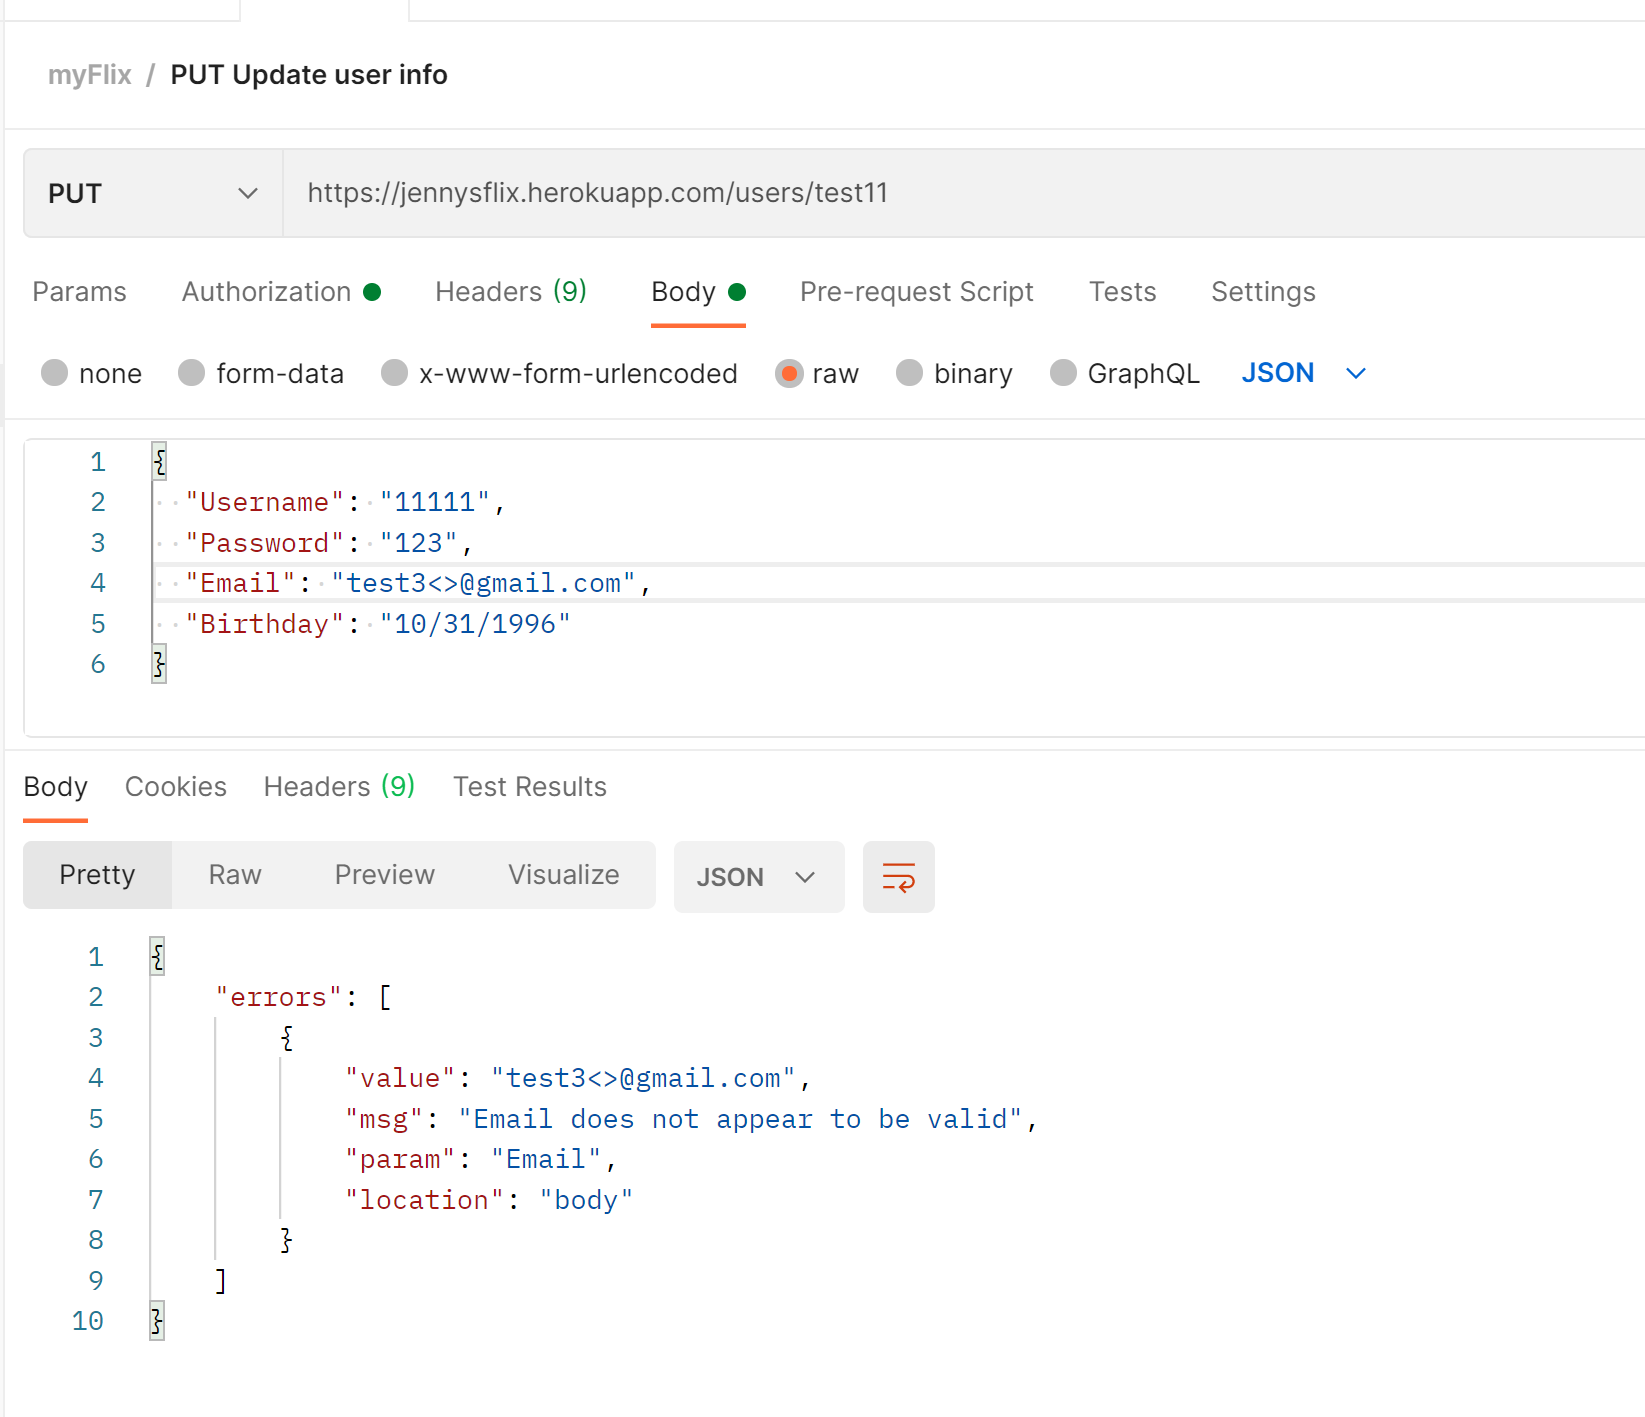 myFlix / PUT Update user info
PUT https://jennysflix.herokuapp.com/users/test11
Params Authorization Headers (9) Body Pre-request Script Tests Settings
none form-data x-www-form-urlencoded raw binary GraphQL JSON
1 {
2 "Username": "11111",
3 "Password": "123",
4 "Email": "test3<>@gmail.com",
5 "Birthday": "10/31/1996"
6 }
Body Cookies Headers (9) Test Results
Pretty Raw Preview Visualize JSON
1 {
2 "errors": [
3 {
4 "value": "test3<>@gmail.com",
5 "msg": "Email does not appear to be valid",
6 "param": "Email",
7 "location": "body"
8 }
9 ]
10 }